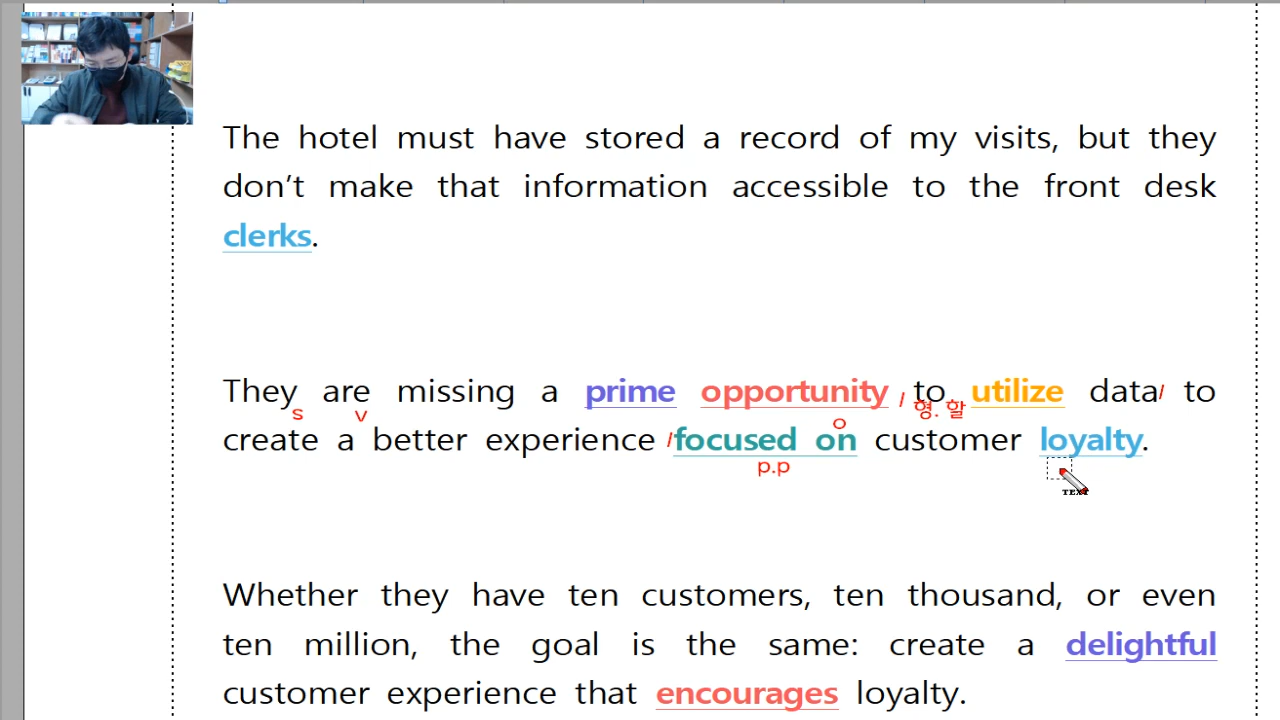 The hotel must have stored a record of my visits, but they
don't make that information accessible to the front desk
clerks.
They are missing a prime opportunity / to utilize data / to
s v o 형. 할
create a better experience / focused on customer loyalty.
p.p
TEXT
Whether they have ten customers, ten thousand, or even
ten million, the goal is the same: create a delightful
customer experience that encourages loyalty.